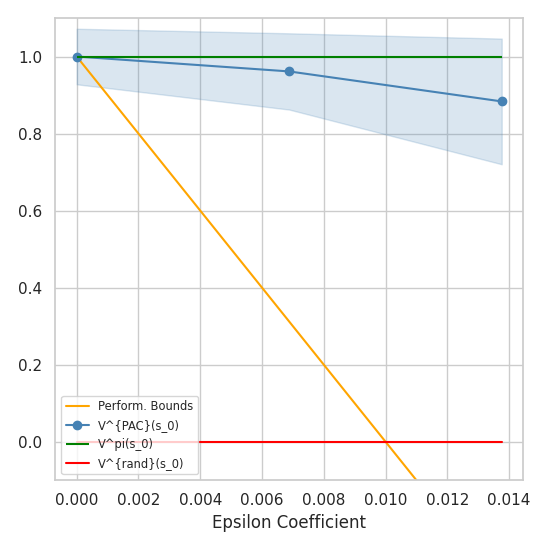 1.0
0.8
0.6
0.4
0.2
0.0
Perform. Bounds
V^{PAC}(s_0)
V^pi(s_0)
V^{rand}(s_0)
0.000 0.002 0.004 0.006 0.008 0.010 0.012 0.014
Epsilon Coefficient